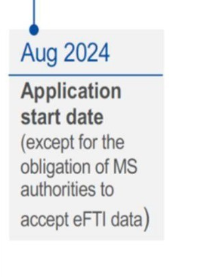 Aug 2024
Application
start date
(except for the
obligation of MS
authorities to
accept eFTI data)